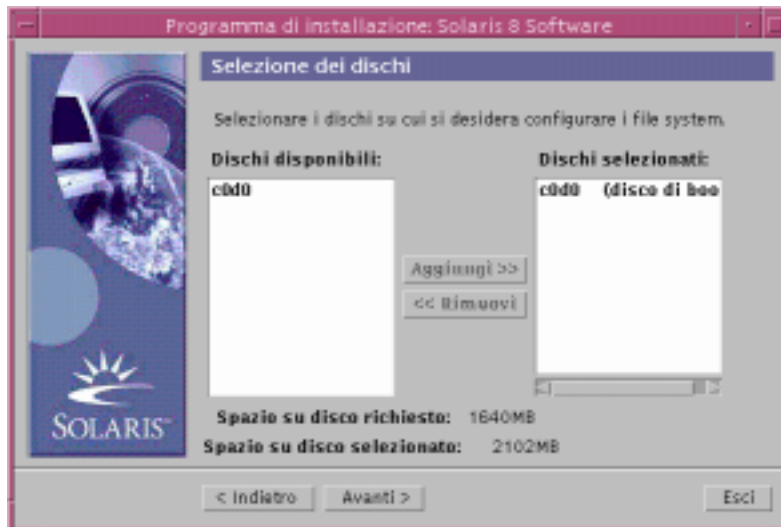 Programma di installazione: Solaris 8 Software
Selezione dei dischi
Selezionare i dischi su cui si desidera configurare i file system.
Dischi disponibili:
Dischi selezionati:
c0d0
c0d0 (disco di boo
Aggiungi >>
<< Rimuovi
SOLARIS™
Spazio su disco richiesto: 1640MB
Spazio su disco selezionato: 2102MB
< Indietro
Avanti >
Esci